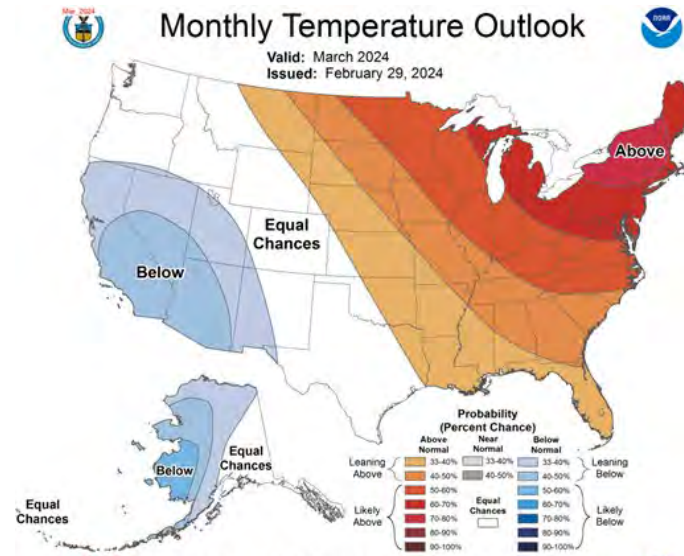 Mar 2024
Monthly Temperature Outlook
noaa
Valid: March 2024
Issued: February 29, 2024
Above
Equal
Chances
Below
Below
Equal
Chances
Equal
Chances
Probability
(Percent Chance)
Above
Normal
Near
Normal
Below
Normal
Leaning
Above
33-40%
40-50%
33-40%
40-50%
33-40%
40-50%
Leaning
Below
Likely
Above
50-60%
60-70%
70-80%
80-90%
90-100%
Equal
Chances
50-60%
60-70%
70-80%
80-90%
90-100%
Likely
Below